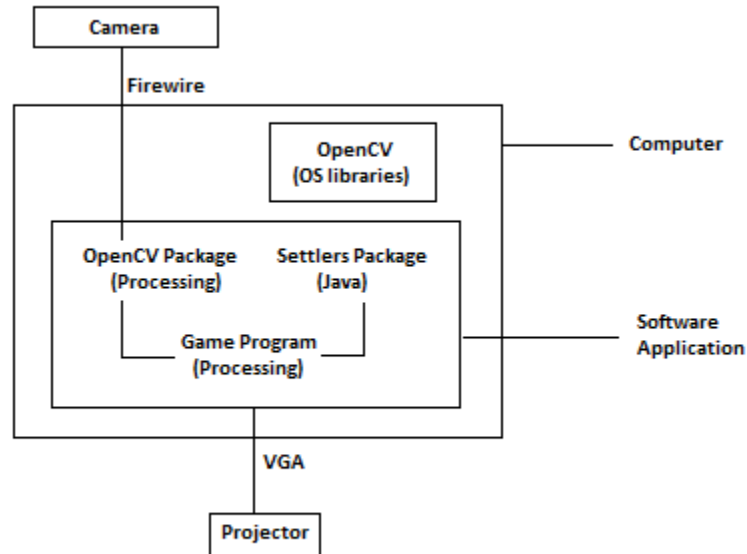 Camera
Firewire
OpenCV
(OS libraries)
Computer
OpenCV Package
(Processing)
Settlers Package
(Java)
Game Program
(Processing)
Software
Application
VGA
Projector